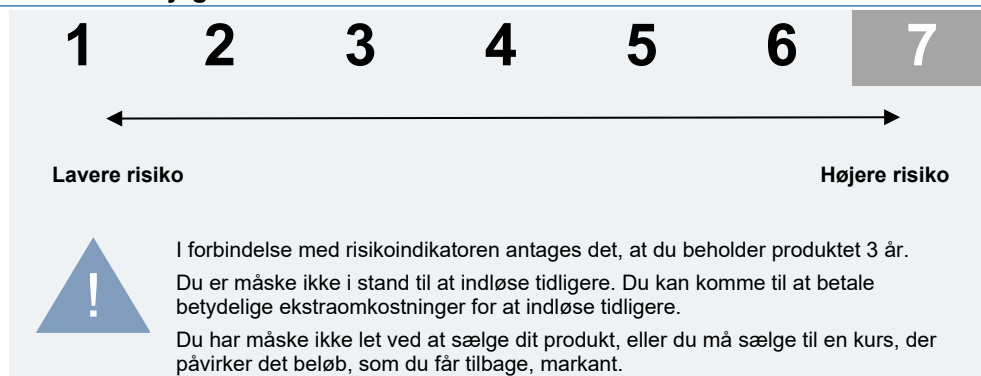 1 2 3 4 5 6 7
Lavere risiko Højere risiko
!
I forbindelse med risikoindikatoren antages det, at du beholder produktet 3 år.
Du er måske ikke i stand til at indløse tidligere. Du kan komme til at betale
betydelige ekstraomkostninger for at indløse tidligere.
Du har måske ikke let ved at sælge dit produkt, eller du må sælge til en kurs, der
påvirker det beløb, som du får tilbage, markant.